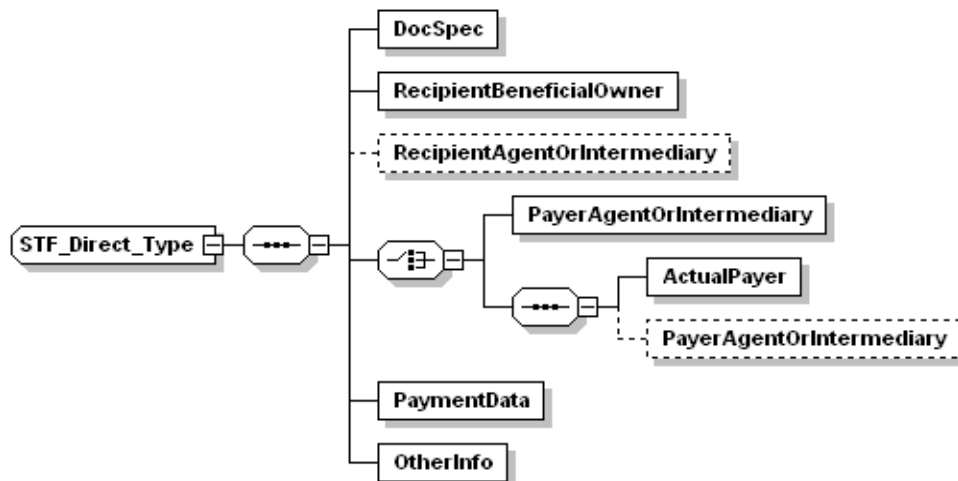 DocSpec
RecipientBeneficialOwner
RecipientAgentOrIntermediary
PayerAgentOrIntermediary
STF_Direct_Type
ActualPayer
PayerAgentOrIntermediary
PaymentData
OtherInfo